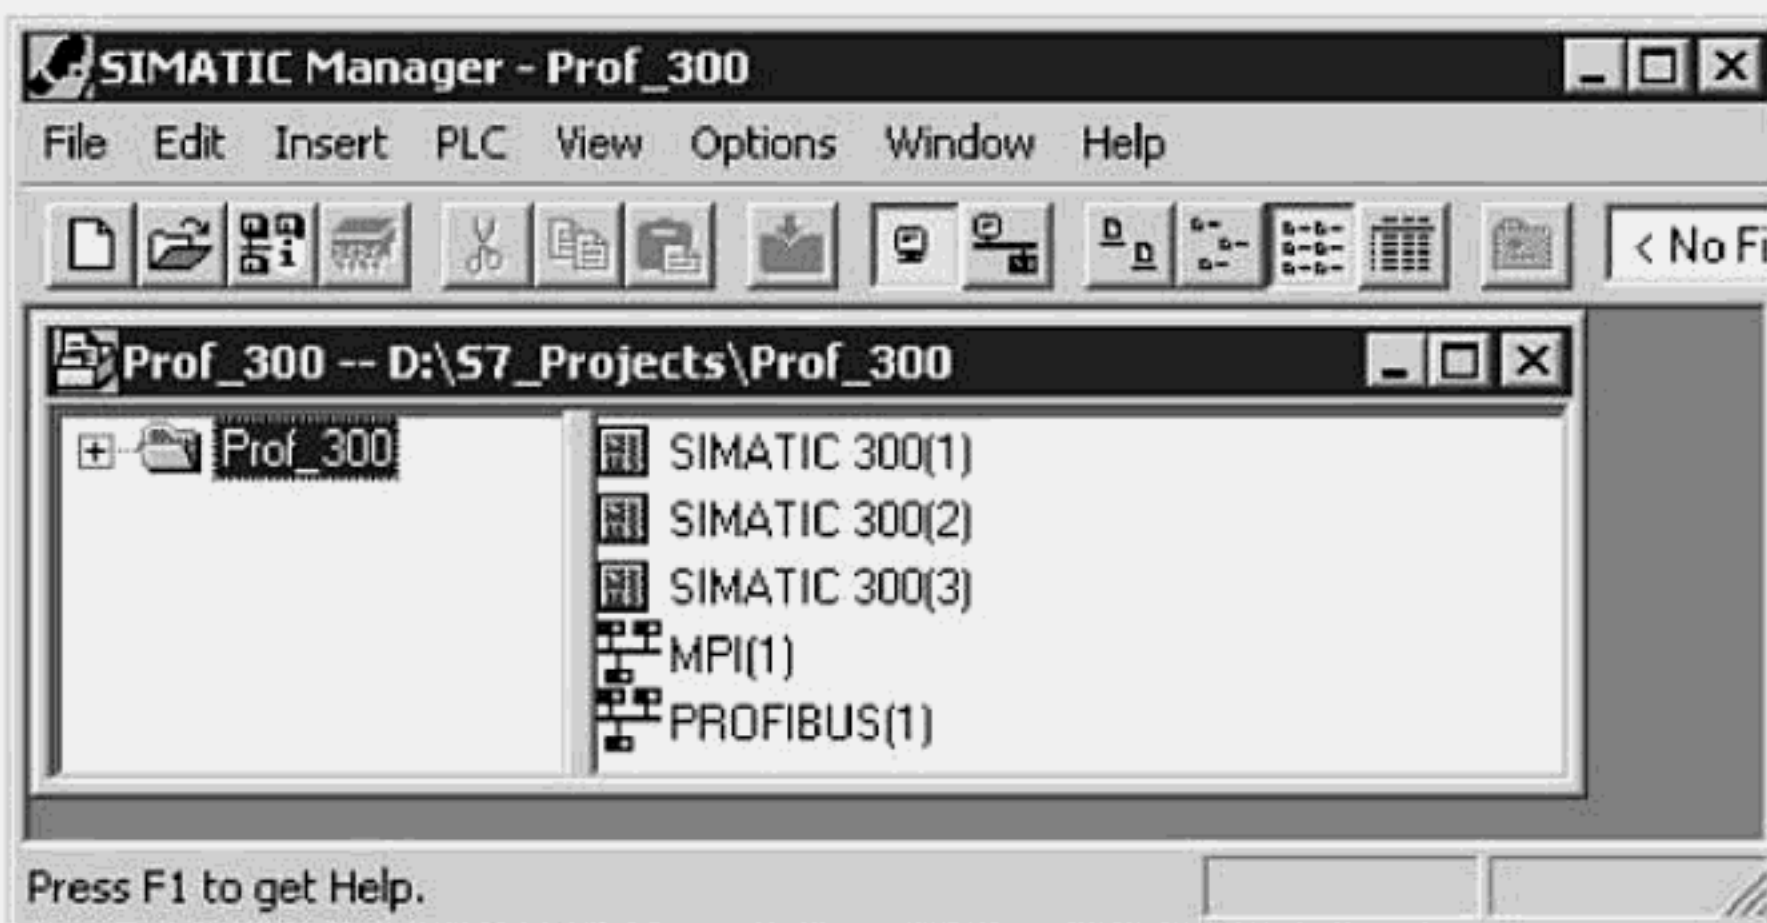 SIMATIC Manager - Prof_300
File Edit Insert PLC View Options Window Help
< No Fi
Prof_300 -- D:\S7_Projects\Prof_300
Prof_300
SIMATIC 300(1)
SIMATIC 300(2)
SIMATIC 300(3)
MPI(1)
PROFIBUS(1)
Press F1 to get Help.